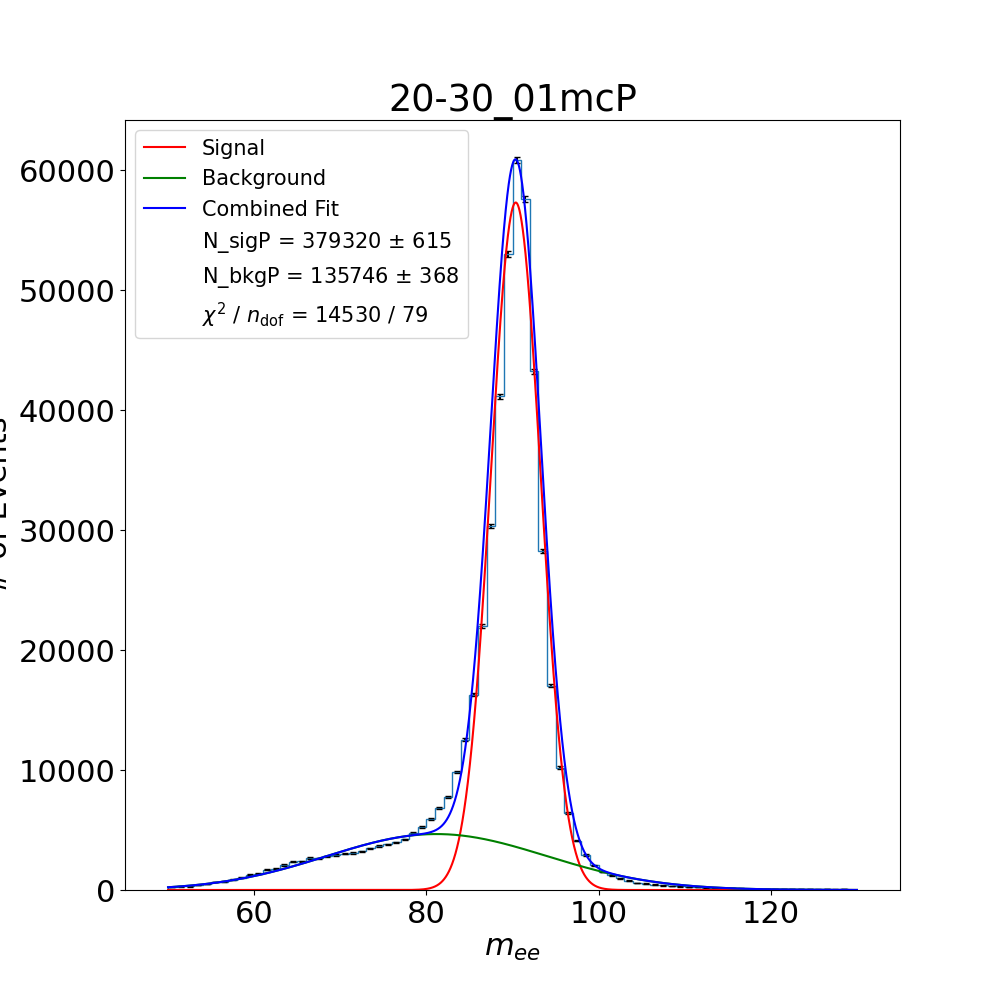 20-30_01mcP
Signal
Background
Combined Fit
N_sigP = 379320 ± 615
N_bkgP = 135746 ± 368
χ² / n_dof = 14530 / 79
60000
50000
40000
30000
20000
10000
0
60 80 100 120
m_ee